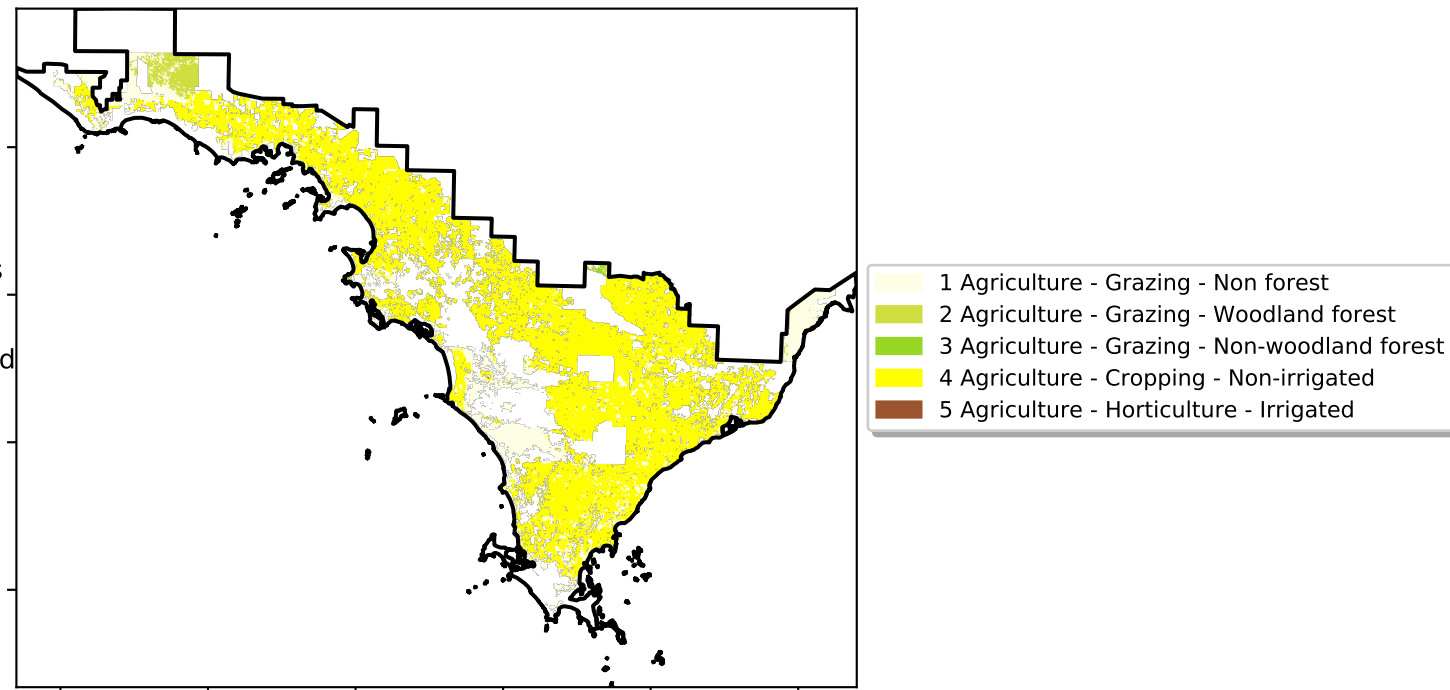 d
1 Agriculture - Grazing - Non forest
2 Agriculture - Grazing - Woodland forest
3 Agriculture - Grazing - Non-woodland forest
4 Agriculture - Cropping - Non-irrigated
5 Agriculture - Horticulture - Irrigated